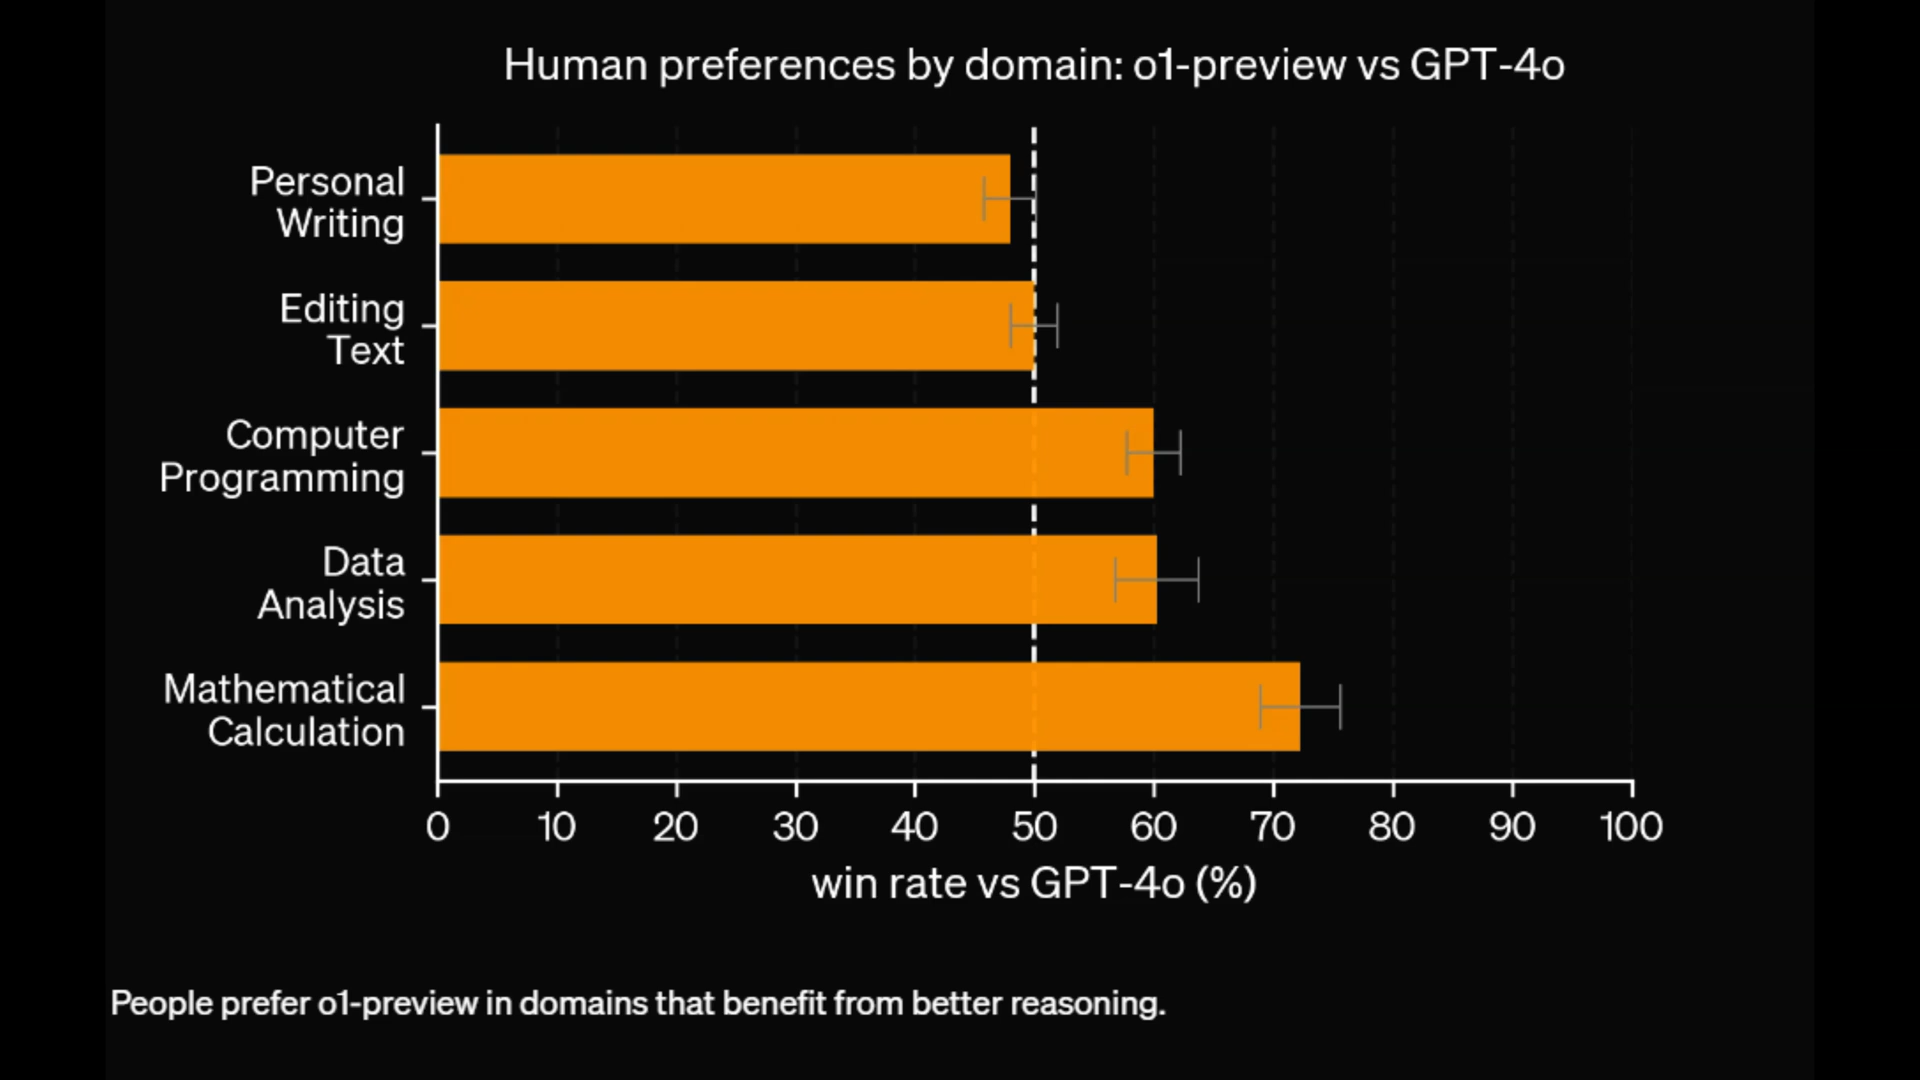 Human preferences by domain: o1-preview vs GPT-4o
Personal
Writing
Editing
Text
Computer
Programming
Data
Analysis
Mathematical
Calculation
0 10 20 30 40 50 60 70 80 90 100
win rate vs GPT-4o (%)
People prefer o1-preview in domains that benefit from better reasoning.